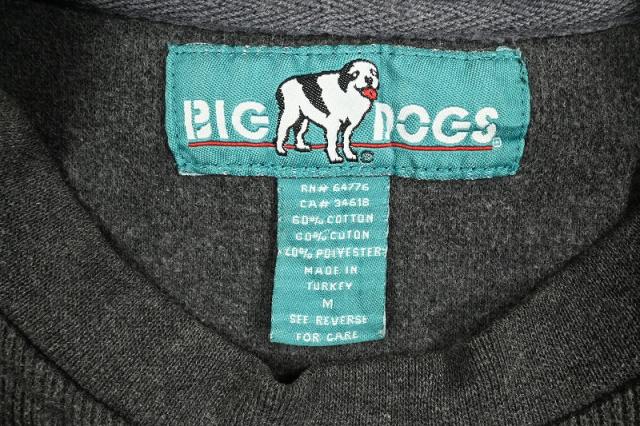 BIG DOGS
RN# 64776
CA# 34618
60% COTTON
60% CUTON
40% POLYESTER
MADE IN
TURKEY
M
SEE REVERSE
FOR CARE